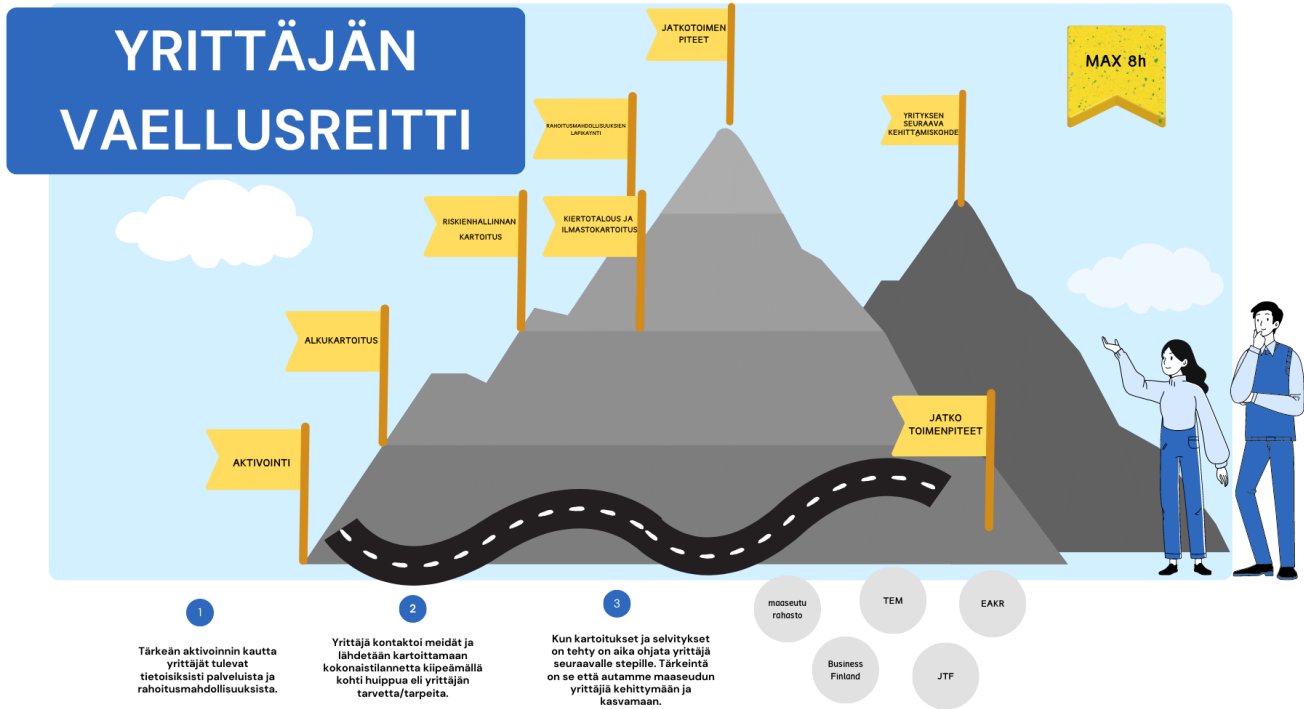 YRITTÄJÄN
VAELLUSREITTI
JATKOTOIMEN
PITEET
MAX 8h
RAHOITUSMAHDOLLISUUKSIEN
LÄPIKÄYNTI
YRITYKSEN
SEURAAVA
KEHITTÄMISKOHDE
RISKIENHALLINNAN
KARTOITUS
KIERTOTALOUS JA
ILMASTOKARTOITUS
ALKUKARTOITUS
JATKO
TOIMENPITEET
AKTIVOINTI
1
Tärkeän aktivoinnin kautta
yrittäjät tulevat
tietoisiksisti palveluista ja
rahoitusmahdollisuuksista.
2
Yrittäjä kontaktoi meidät ja
lähdetään kartoittamaan
kokonaistilannetta kiipeämällä
kohti huippua eli yrittäjän
tarvetta/tarpeita.
3
Kun kartoitukset ja selvitykset
on tehty on aika ohjata yrittäjä
seuraavalle stepille. Tärkeintä
on se että autamme maaseudun
yrittäjiä kehittymään ja
kasvamaan.
maaseutu
rahasto
TEM
EAKR
Business
Finland
JTF